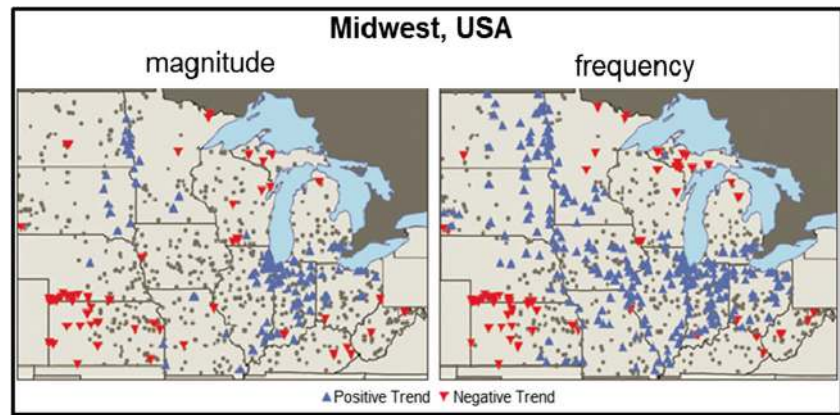 Midwest, USA
magnitude
frequency
Positive Trend Negative Trend